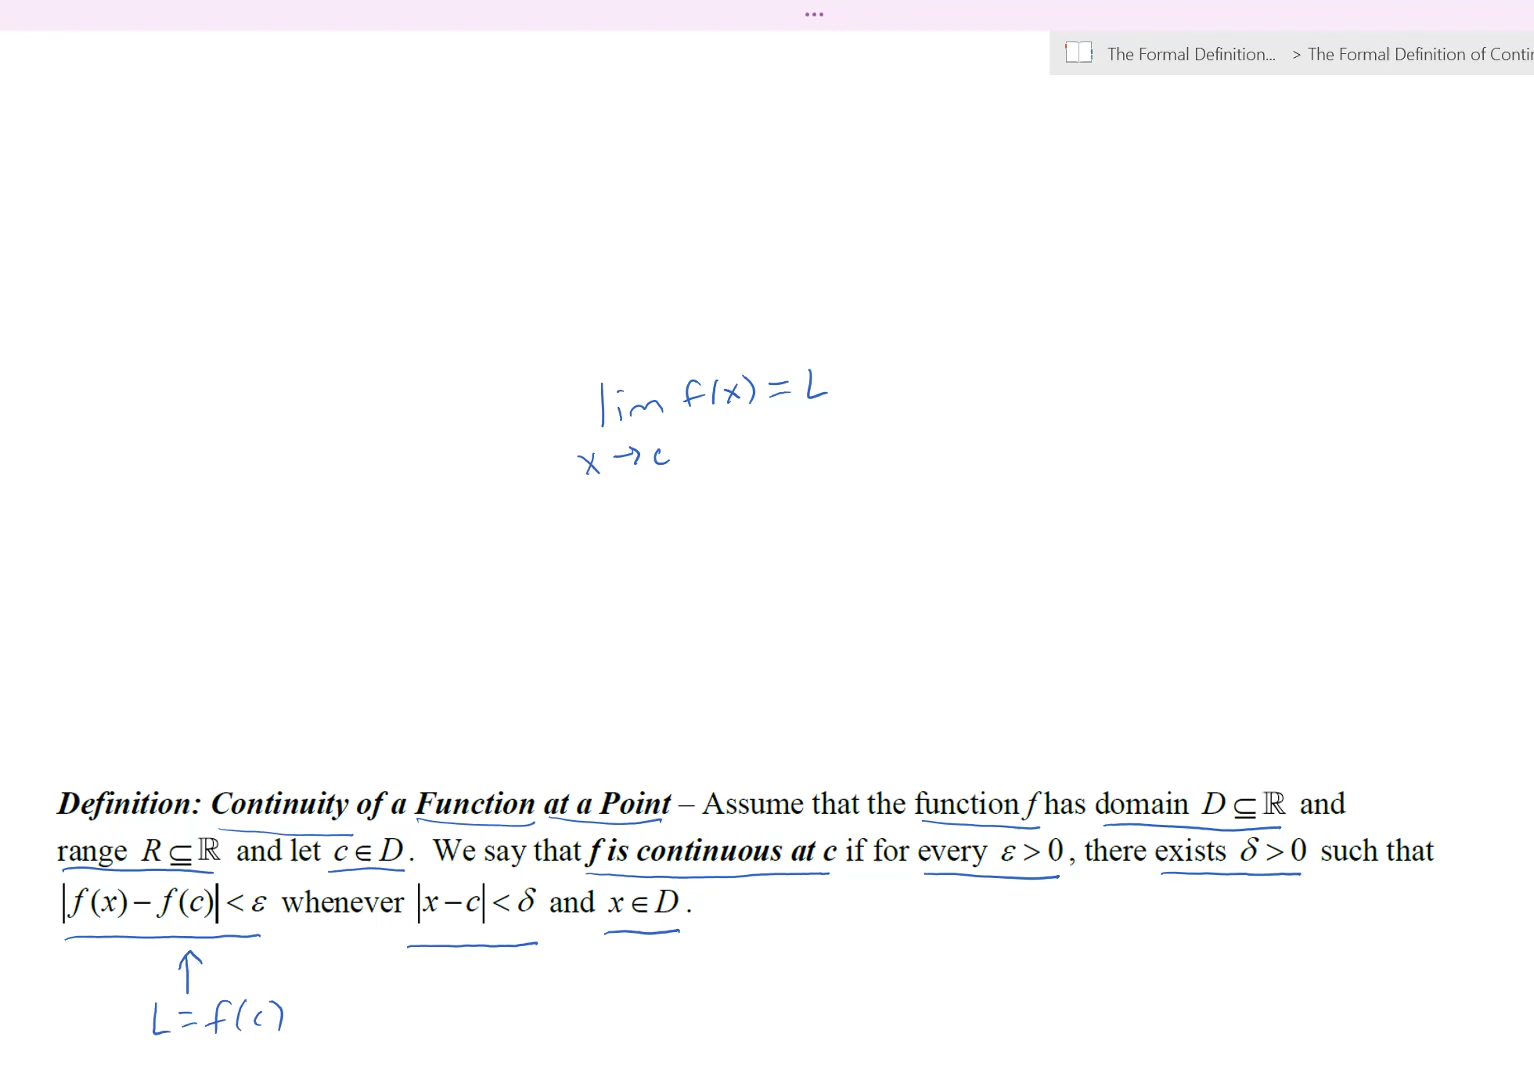 The Formal Definition... > The Formal Definition of Contin
lim f(x) = L
x → c
Definition: Continuity of a Function at a Point – Assume that the function f has domain D ⊆ ℝ and
range R ⊆ ℝ and let c ∈ D. We say that f is continuous at c if for every ε > 0, there exists δ > 0 such that
|f(x) − f(c)| < ε whenever |x − c| < δ and x ∈ D.
↑
L = f(c)